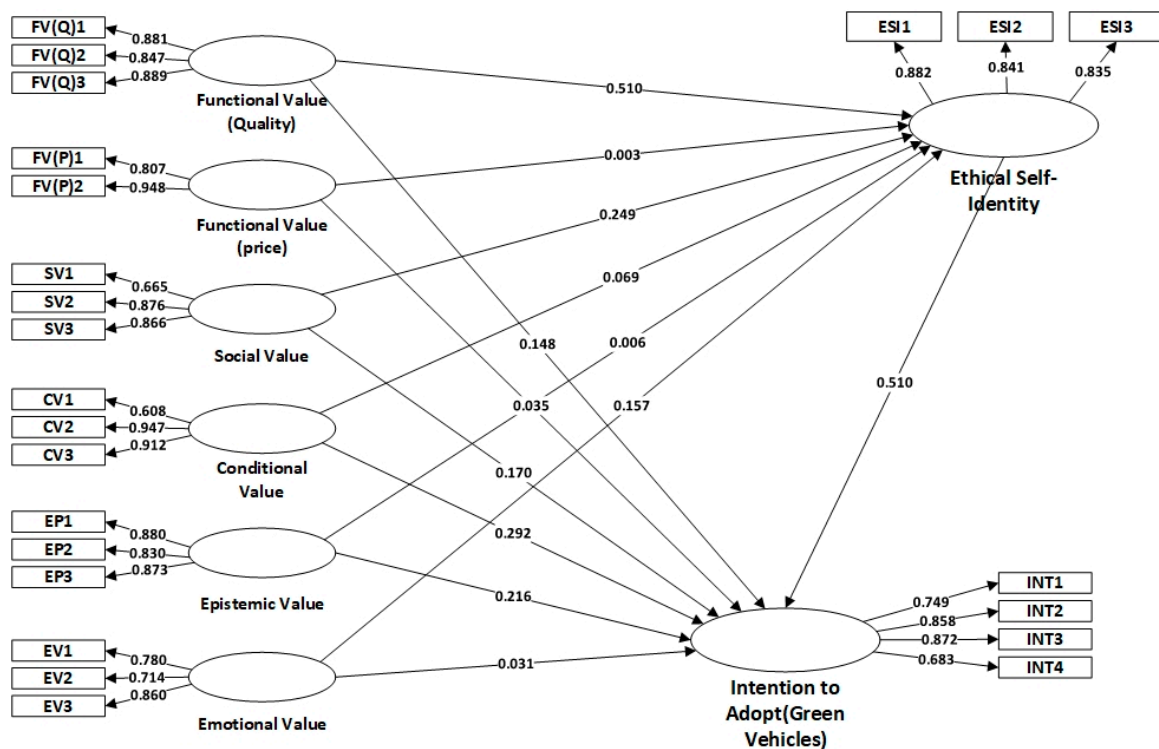 FV(Q)1
FV(Q)2
FV(Q)3
0.881
0.847
0.889
Functional Value
(Quality)
FV(P)1
FV(P)2
0.807
0.948
Functional Value
(price)
SV1
SV2
SV3
0.665
0.876
0.866
Social Value
CV1
CV2
CV3
0.608
0.947
0.912
Conditional
Value
EP1
EP2
EP3
0.880
0.830
0.873
Epistemic Value
EV1
EV2
EV3
0.780
0.714
0.860
Emotional Value
0.510
0.003
0.249
0.069
0.006
0.157
0.148
0.035
0.170
0.292
0.216
0.031
0.510
ESI1
ESI2
ESI3
0.882
0.841
0.835
Ethical Self-
Identity
INT1
INT2
INT3
INT4
0.749
0.858
0.872
0.683
Intention to
Adopt(Green
Vehicles)